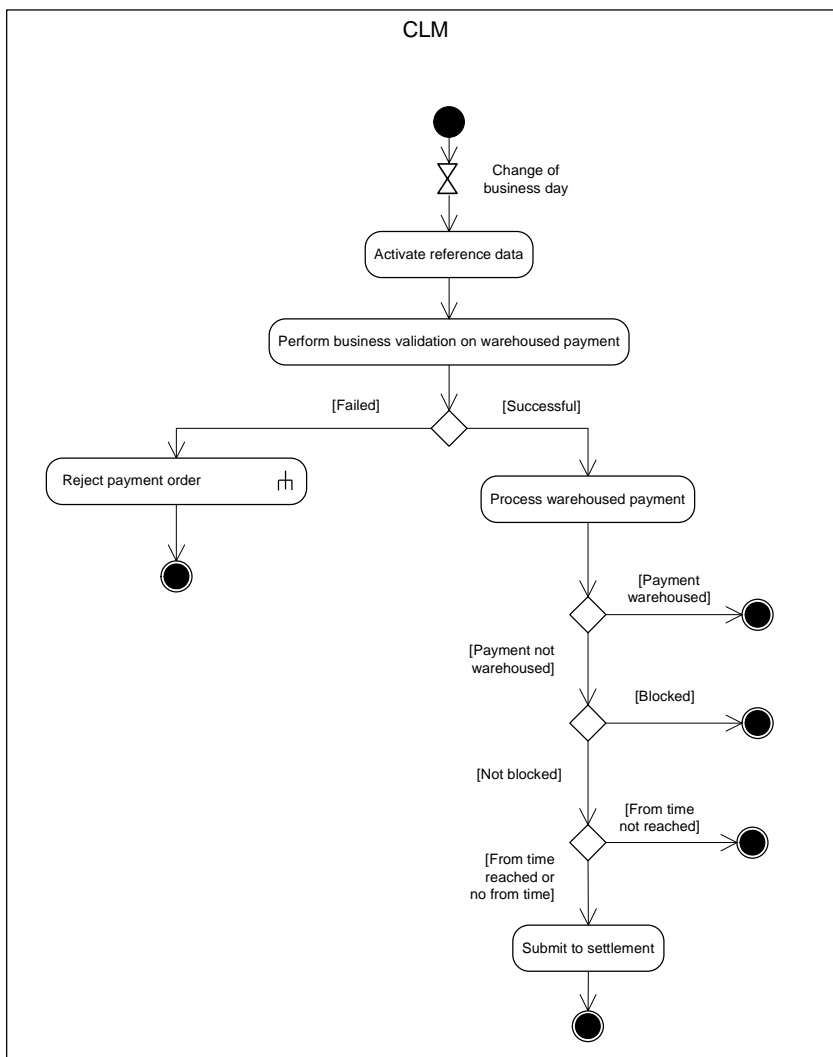 CLM
Change of
business day
Activate reference data
Perform business validation on warehoused payment
[Failed]
[Successful]
Reject payment order
Process warehoused payment
[Payment
warehoused]
[Payment not
warehoused]
[Blocked]
[Not blocked]
[From time
not reached]
[From time
reached or
no from time]
Submit to settlement